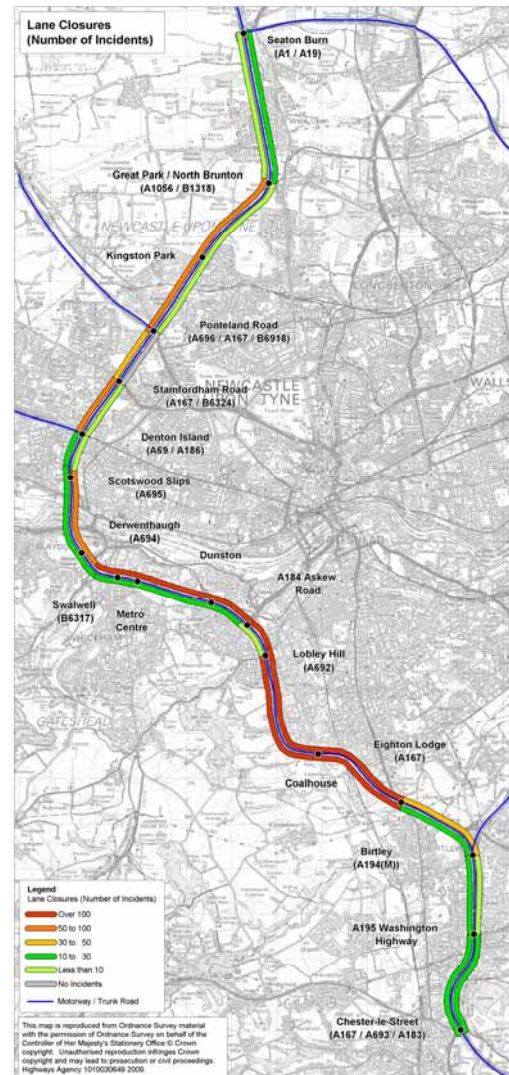 Lane Closures
(Number of Incidents)
Seaton Burn
(A1 / A19)
Great Park / North Brunton
(A1056 / B1318)
NEWCASTLE UPON TYNE
Kingston Park
LONGBENTON
Ponteland Road
(A696 / A167 / B6918)
NEWCASTLE
UPON TYNE
WALLS
Stamfordham Road
(A167 / B6324)
Denton Island
(A69 / A186)
Scotswood Slips
(A695)
Derwenthaugh
(A694)
Dunston
GATESHEAD
A184 Askew
Road
Swalwell
(B6317)
Metro
Centre
WHICKHAM
Lobley Hill
(A692)
GATESHEAD
Eighton Lodge
(A167)
Coalhouse
Birtley
(A194(M))
A195 Washington
Highway
Chester-le-Street
(A167 / A693 / A183)
Legend
Lane Closures (Number of Incidents)
Over 100
50 to 100
30 to 50
10 to 30
Less than 10
No Incidents
Motorway / Trunk Road
This map is reproduced from Ordnance Survey material
with the permission of Ordnance Survey on behalf of the
Controller of Her Majesty's Stationery Office © Crown
copyright. Unauthorised reproduction infringes Crown
copyright and may lead to prosecution or civil proceedings.
Highways Agency 1010030649 2009.